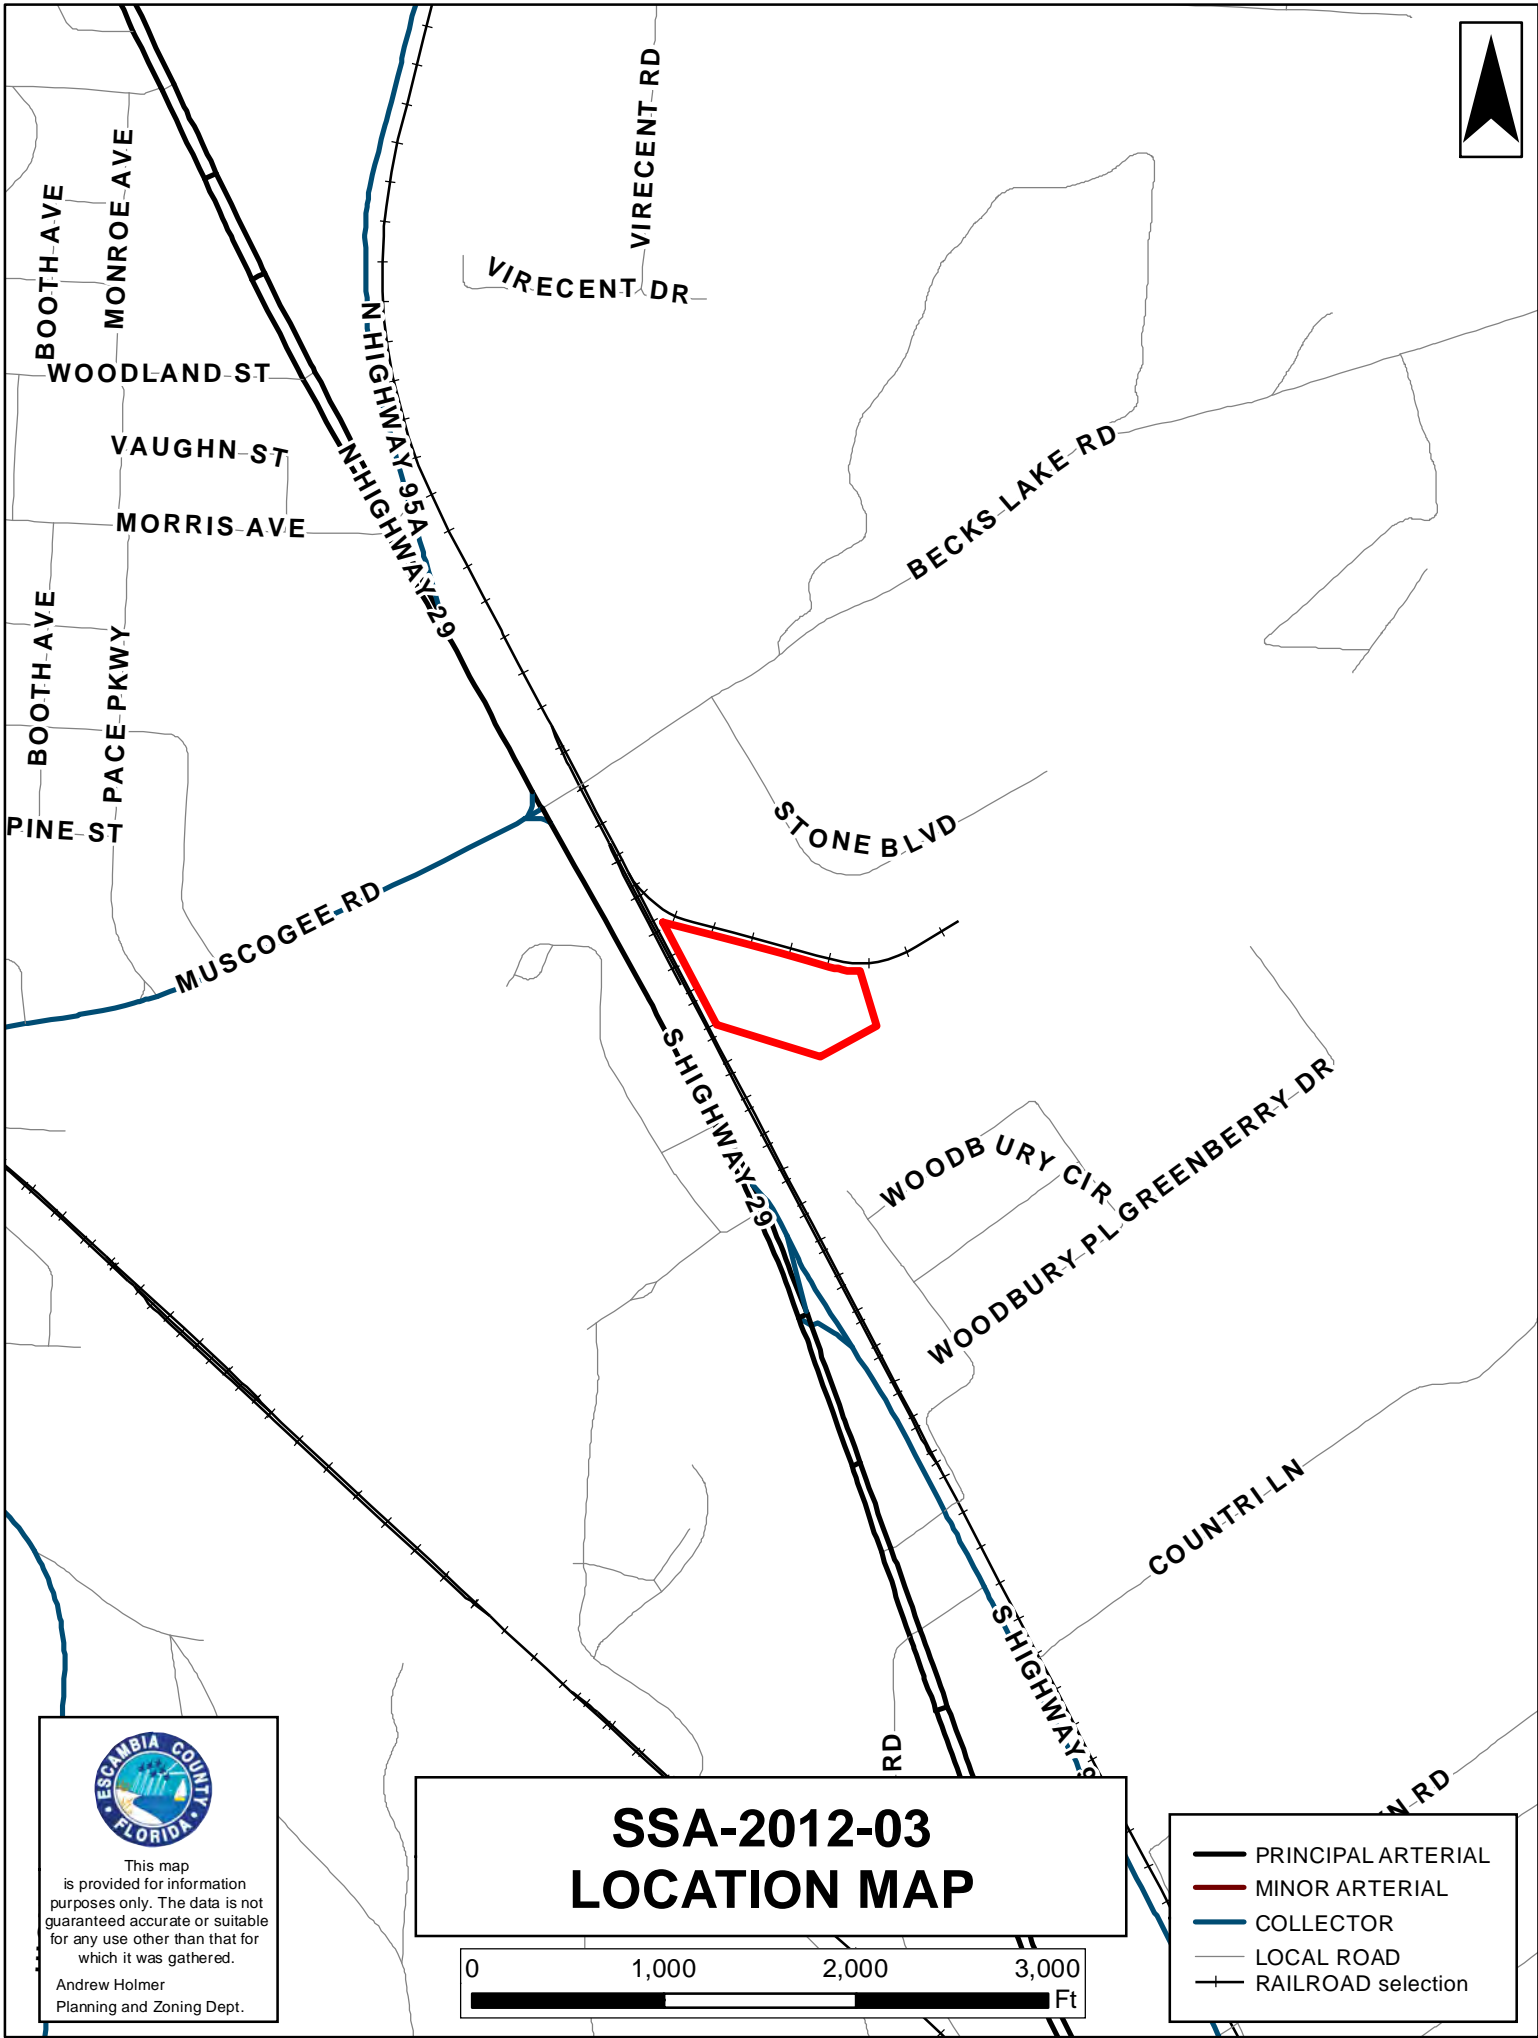 VIRECENT RD
MONROE AVE
BOOTH AVE
VIRECENT DR
N HIGHWAY 95A
WOODLAND ST
VAUGHN ST
N HIGHWAY 29
MORRIS AVE
BECKS LAKE RD
BOOTH AVE
PACE PKWY
PINE ST
STONE BLVD
MUSCOGEE RD
S HIGHWAY 29
WOODBURY CIR
GREENBERRY DR
WOODBURY PL
COUNTRI LN
S HIGHWAY
RD
RD
ESCAMBIA COUNTY
FLORIDA
This map
is provided for information
purposes only. The data is not
guaranteed accurate or suitable
for any use other than that for
which it was gathered.
Andrew Holmer
Planning and Zoning Dept.
SSA-2012-03
LOCATION MAP
0 1,000 2,000 3,000
Ft
PRINCIPAL ARTERIAL
MINOR ARTERIAL
COLLECTOR
LOCAL ROAD
RAILROAD selection